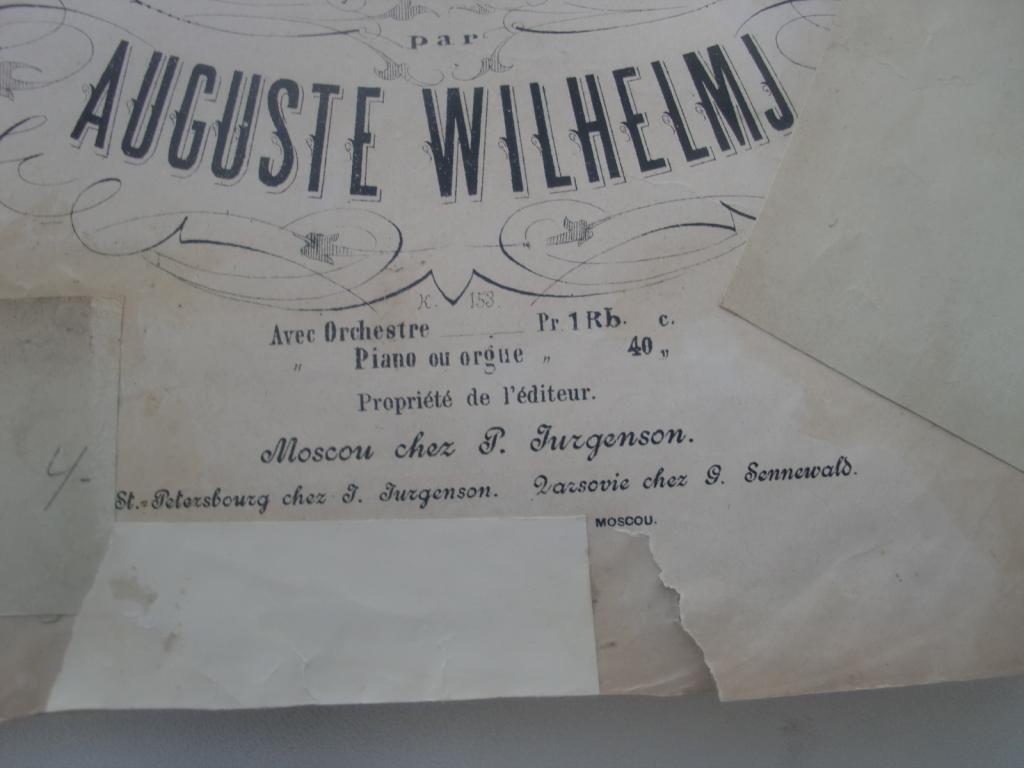 par
AUGUSTE WILHELMJ
K. 153.
Avec Orchestre Pr. 1 Rb. c.
„ Piano ou orgue „ 40 „
Propriété de l'éditeur.
Moscou chez P. Jurgenson.
St.-Petersbourg chez J. Jurgenson. Varsovie chez G. Sennewald.
MOSCOU.
4-